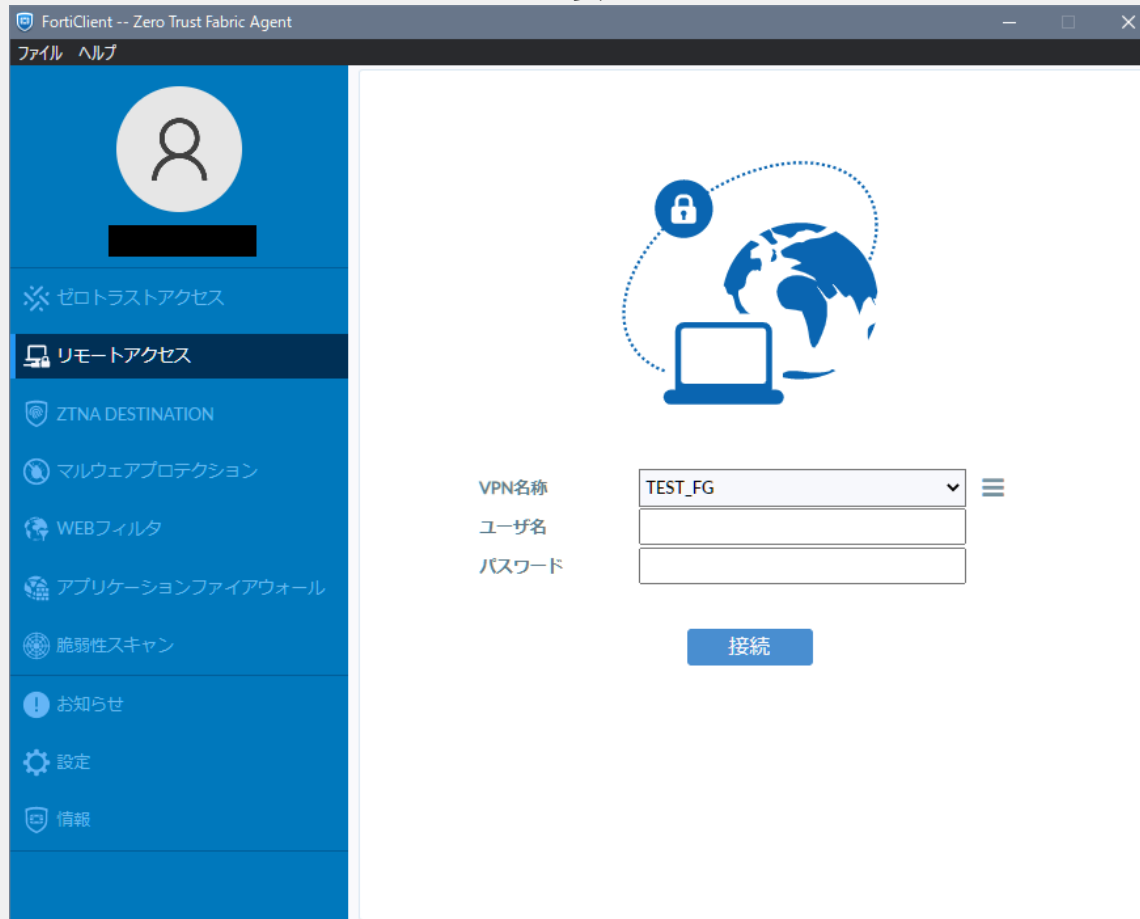 FortiClient -- Zero Trust Fabric Agent
ファイル ヘルプ
ゼロトラストアクセス
リモートアクセス
ZTNA DESTINATION
マルウェアプロテクション
WEBフィルタ
アプリケーションファイアウォール
脆弱性スキャン
お知らせ
設定
情報
VPN名称 TEST_FG
ユーザ名
パスワード
接続